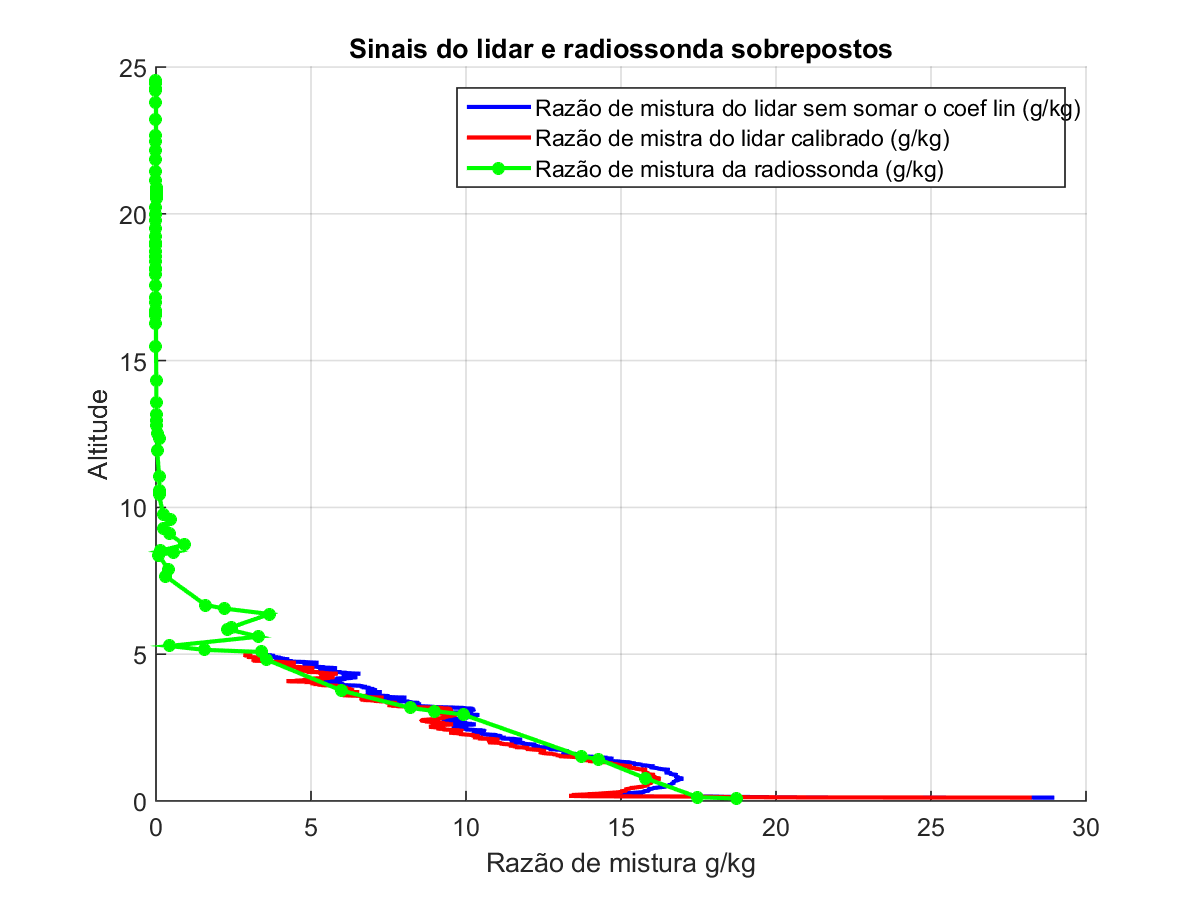 Sinais do lidar e radiossonda sobrepostos
Razão de mistura do lidar sem somar o coef lin (g/kg)
Razão de mistra do lidar calibrado (g/kg)
Razão de mistura da radiossonda (g/kg)
Altitude
25
20
15
10
5
0
0 5 10 15 20 25 30
Razão de mistura g/kg